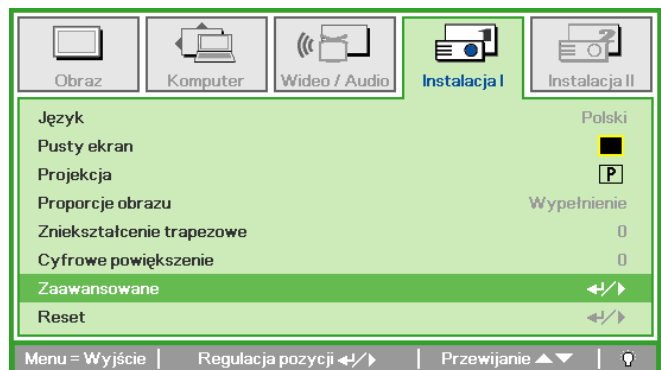 Obraz Komputer Wideo / Audio Instalacja I Instalacja II
Język Polski
Pusty ekran
Projekcja P
Proporcje obrazu Wypełnienie
Zniekształcenie trapezowe 0
Cyfrowe powiększenie 0
Zaawansowane
Reset
Menu = Wyjście Regulacja pozycji Przewijanie